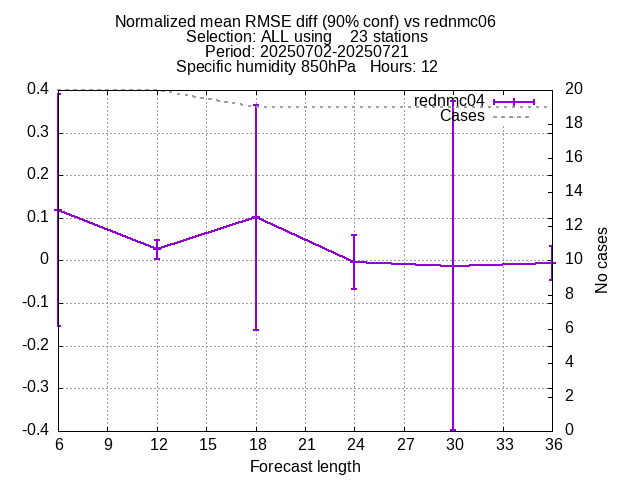 Normalized mean RMSE diff (90% conf) vs rednmc06
Selection: ALL using    23 stations
Period: 20250702-20250721
Specific humidity 850hPa   Hours: 12
rednmc04
Cases
0.4
0.3
0.2
0.1
0
-0.1
-0.2
-0.3
-0.4
20
18
16
14
12
10
8
6
4
2
0
No cases
6 9 12 15 18 21 24 27 30 33 36
Forecast length